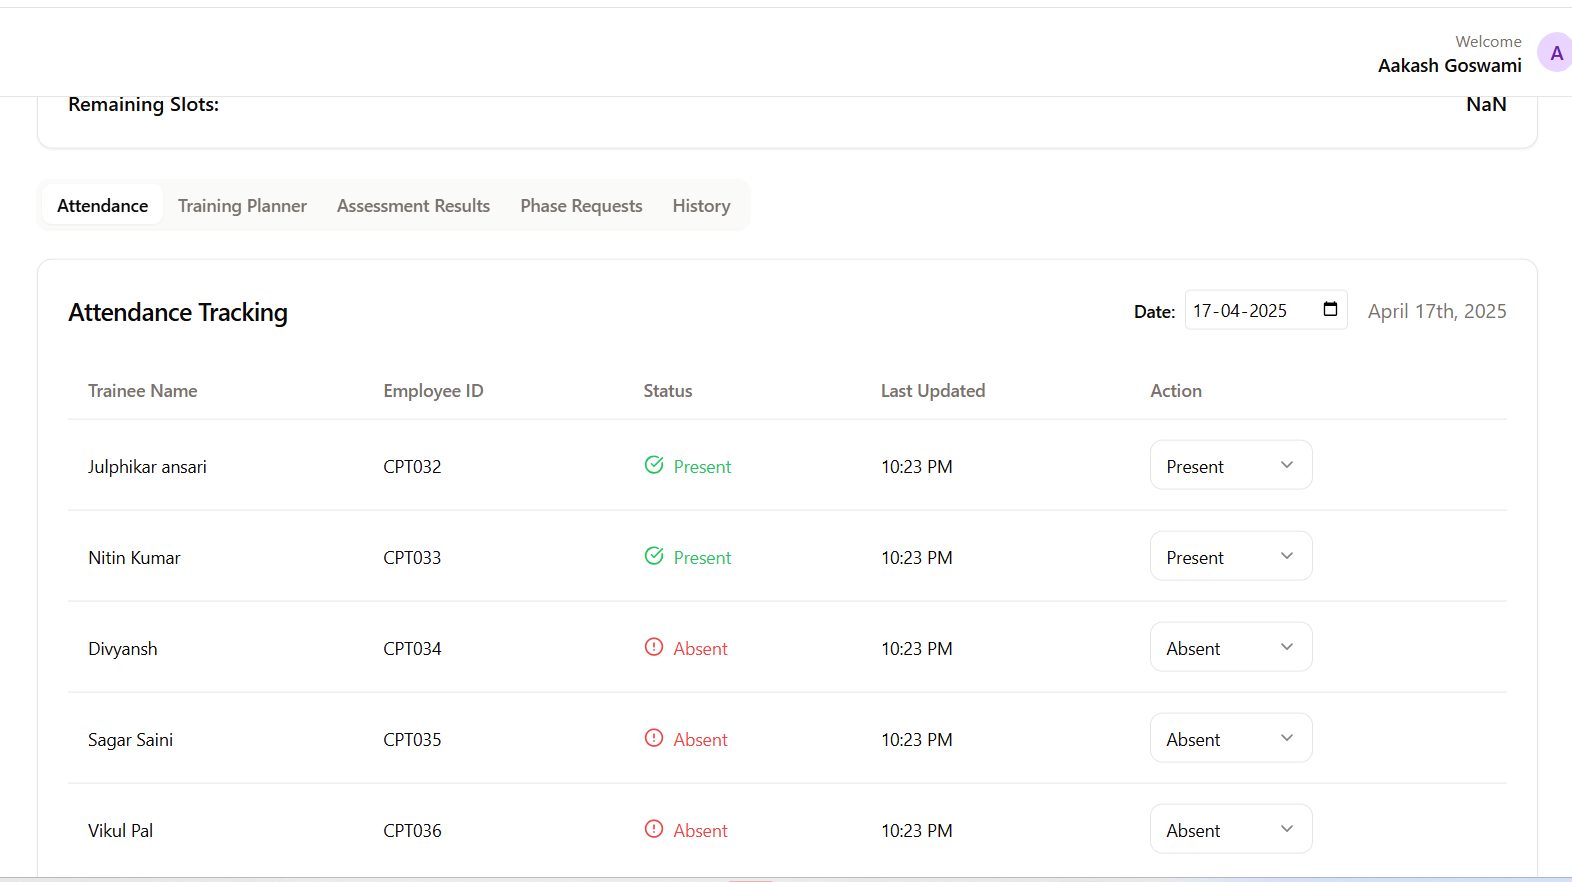 Welcome
Aakash Goswami
A
Remaining Slots: NaN
Attendance Training Planner Assessment Results Phase Requests History
Attendance Tracking
Date: 17-04-2025 April 17th, 2025
Trainee Name Employee ID Status Last Updated Action
Julphikar ansari CPT032 Present 10:23 PM Present
Nitin Kumar CPT033 Present 10:23 PM Present
Divyansh CPT034 Absent 10:23 PM Absent
Sagar Saini CPT035 Absent 10:23 PM Absent
Vikul Pal CPT036 Absent 10:23 PM Absent